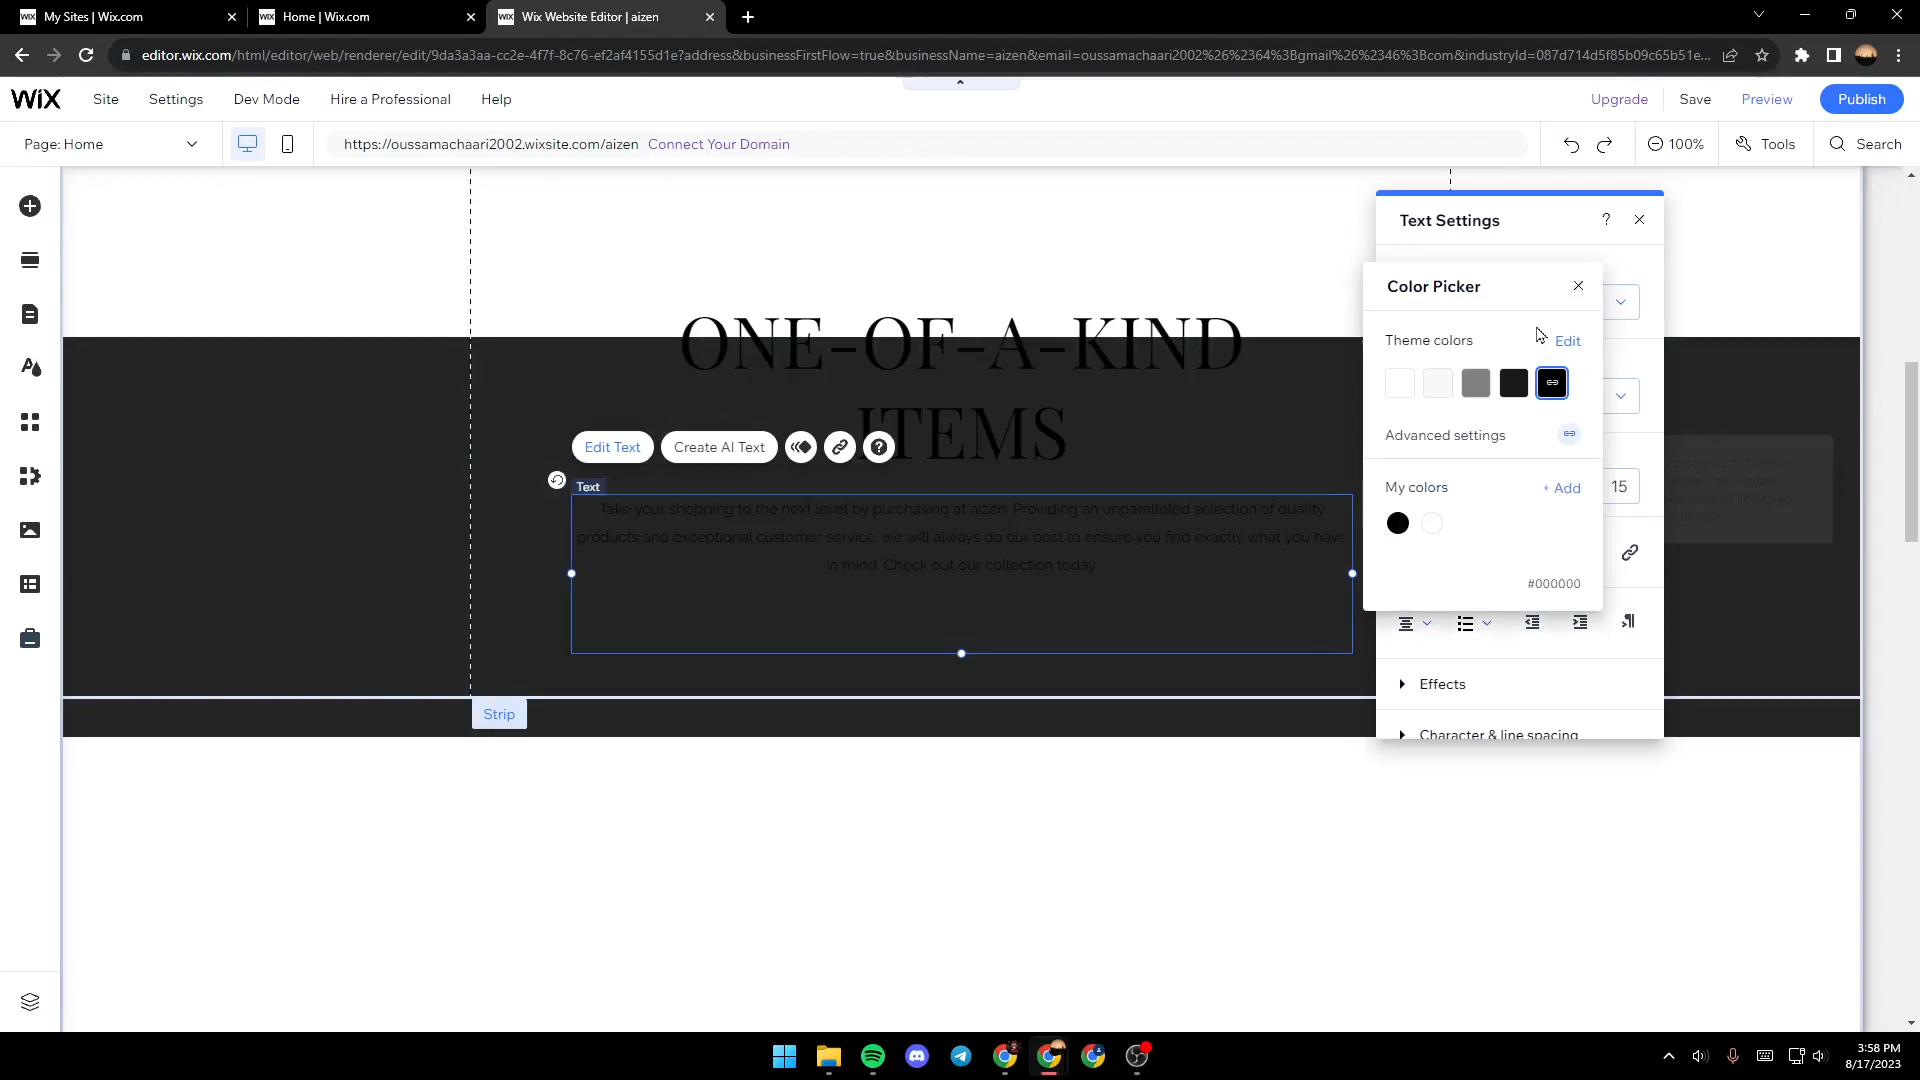 My Sites | Wix.com
Home | Wix.com
Wix Website Editor | aizen
editor.wix.com/html/editor/web/renderer/edit/9da3a3aa-cc2e-4f7f-8c76-ef2af4155d1e?address&businessFirstFlow=true&businessName=aizen&email=oussamachaari2002%26%2364%3Bgmail%26%2346%3Bcom&industryId=087d714d5f85b09c65b51e...
WiX Site Settings Dev Mode Hire a Professional Help Upgrade Save Preview Publish
Page: Home https://oussamachaari2002.wixsite.com/aizen Connect Your Domain 100% Tools Search
Text Settings ?
Color Picker
Theme colors Edit
Advanced settings
My colors + Add
15
#000000
Effects
Character & line spacing
ONE-OF-A-KIND
ITEMS
Edit Text Create AI Text
Text
Take your shopping to the next level by purchasing at aizen. Providing an unparalleled selection of quality
products and exceptional customer service, we will always do our best to ensure you find exactly what you have
in mind. Check out our collection today.
Strip
3:58 PM
8/17/2023